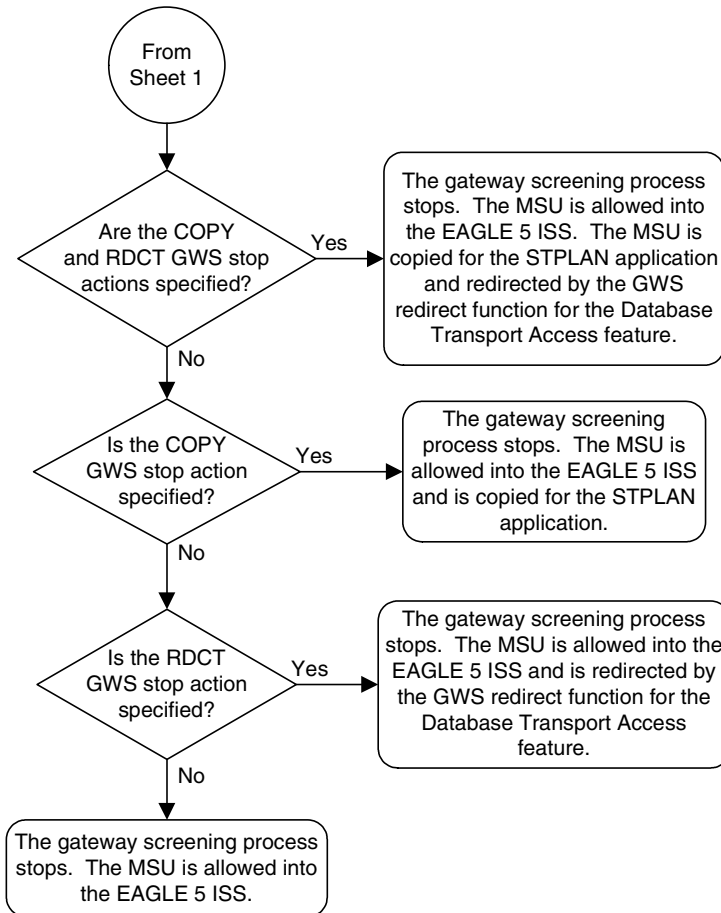 From
Sheet 1
Are the COPY
and RDCT GWS stop
actions specified?
Yes
The gateway screening process
stops.  The MSU is allowed into
the EAGLE 5 ISS.  The MSU is
copied for the STPLAN application
and redirected by the GWS
redirect function for the Database
Transport Access feature.
No
Is the COPY
GWS stop action
specified?
Yes
The gateway screening
process stops.  The MSU is
allowed into the EAGLE 5 ISS
and is copied for the STPLAN
application.
No
Is the RDCT
GWS stop action
specified?
Yes
The gateway screening process
stops.  The MSU is allowed into the
EAGLE 5 ISS and is redirected by
the GWS redirect function for the
Database Transport Access
feature.
No
The gateway screening process
stops.  The MSU is allowed into
the EAGLE 5 ISS.